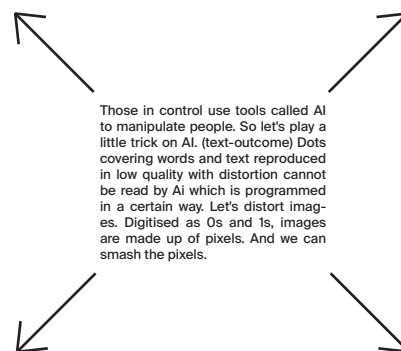 Those in control use tools called AI
to manipulate people. So let's play a
little trick on AI. (text-outcome) Dots
covering words and text reproduced
in low quality with distortion cannot
be read by Ai which is programmed
in a certain way. Let's distort imag-
es. Digitised as 0s and 1s, images
are made up of pixels. And we can
smash the pixels.